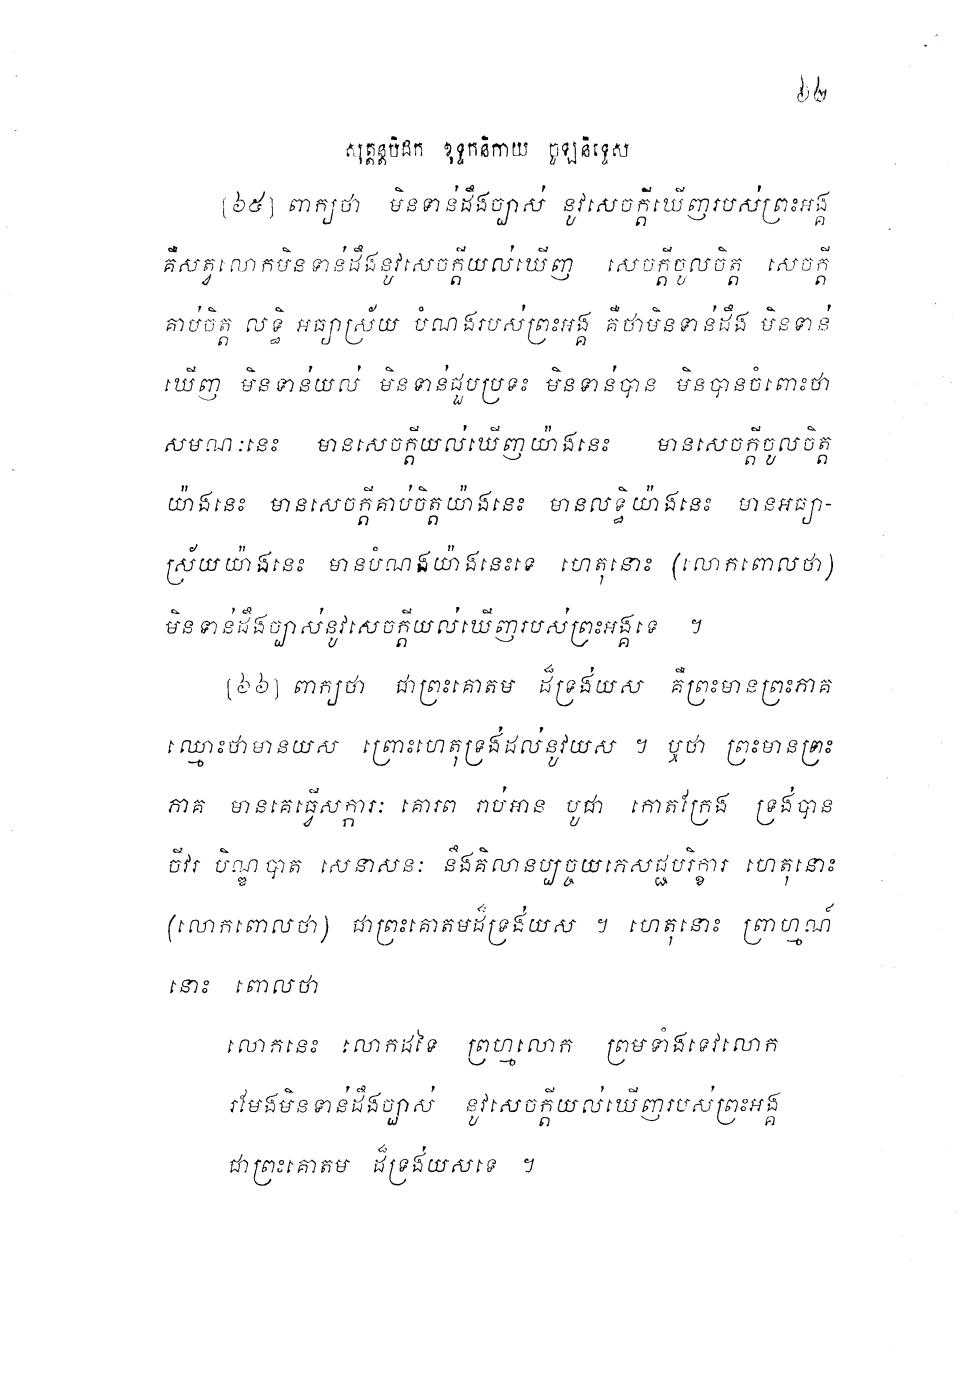 ៦២
សុត្តន្តបិដក ខុទ្ទកនិកាយ ចូឡនិទ្ទេស
[៦៥] ពាក្យថា មិនទាន់ដឹងច្បាស់ នូវសេចក្តីឃើញរបស់ព្រះអង្គ
គឺសត្វលោកមិនទាន់ដឹងនូវសេចក្តីយល់ឃើញ សេចក្តីចូលចិត្ត សេចក្តី
គាប់ចិត្ត លទ្ធិ អធ្យាស្រ័យ បំណងរបស់ព្រះអង្គ គឺថាមិនទាន់ដឹង មិនទាន់
ឃើញ មិនទាន់យល់ មិនទាន់ជួបប្រទះ មិនទាន់បាន មិនបានចំពោះថា
សមណៈនេះ មានសេចក្តីយល់ឃើញយ៉ាងនេះ មានសេចក្តីចូលចិត្ត
យ៉ាងនេះ មានសេចក្តីគាប់ចិត្តយ៉ាងនេះ មានលទ្ធិយ៉ាងនេះ មានអធ្យា-
ស្រ័យយ៉ាងនេះ មានបំណងយ៉ាងនេះទេ ហេតុនោះ (លោកពោលថា)
មិនទាន់ដឹងច្បាស់នូវសេចក្តីយល់ឃើញរបស់ព្រះអង្គទេ ។
[៦៦] ពាក្យថា ជាព្រះគោតម ដ៏ទ្រង់យស គឺព្រះមានព្រះភាគ
ឈ្មោះថាមានយស ព្រោះហេតុទ្រង់ដល់នូវយស ។ ឬថា ព្រះមានព្រះ
ភាគ មានគេធ្វើសក្ការៈ គោរព រាប់អាន បូជា កោតក្រែង ទ្រង់បាន
ចីវរ បិណ្ឌបាត សេនាសនៈ នឹងគិលានប្បច្ចយភេសជ្ជបរិក្ខារ ហេតុនោះ
(លោកពោលថា) ជាព្រះគោតមដ៏ទ្រង់យស ។ ហេតុនោះ ព្រាហ្មណ៍
នោះ ពោលថា
លោកនេះ លោកដទៃ ព្រហ្មលោក ព្រមទាំងទេវលោក
រមែងមិនទាន់ដឹងច្បាស់ នូវសេចក្តីយល់ឃើញរបស់ព្រះអង្គ
ជាព្រះគោតម ដ៏ទ្រង់យសទេ ។